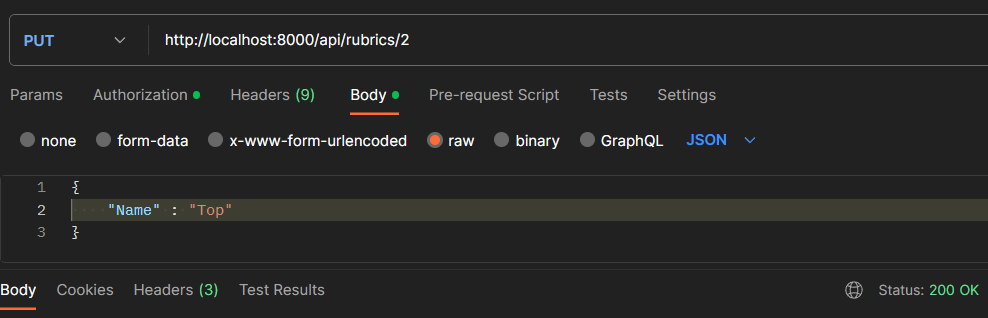 PUT http://localhost:8000/api/rubrics/2
Params Authorization Headers (9) Body Pre-request Script Tests Settings
none form-data x-www-form-urlencoded raw binary GraphQL JSON
1 {
2 "Name" : "Top"
3 }
Body Cookies Headers (3) Test Results Status: 200 OK